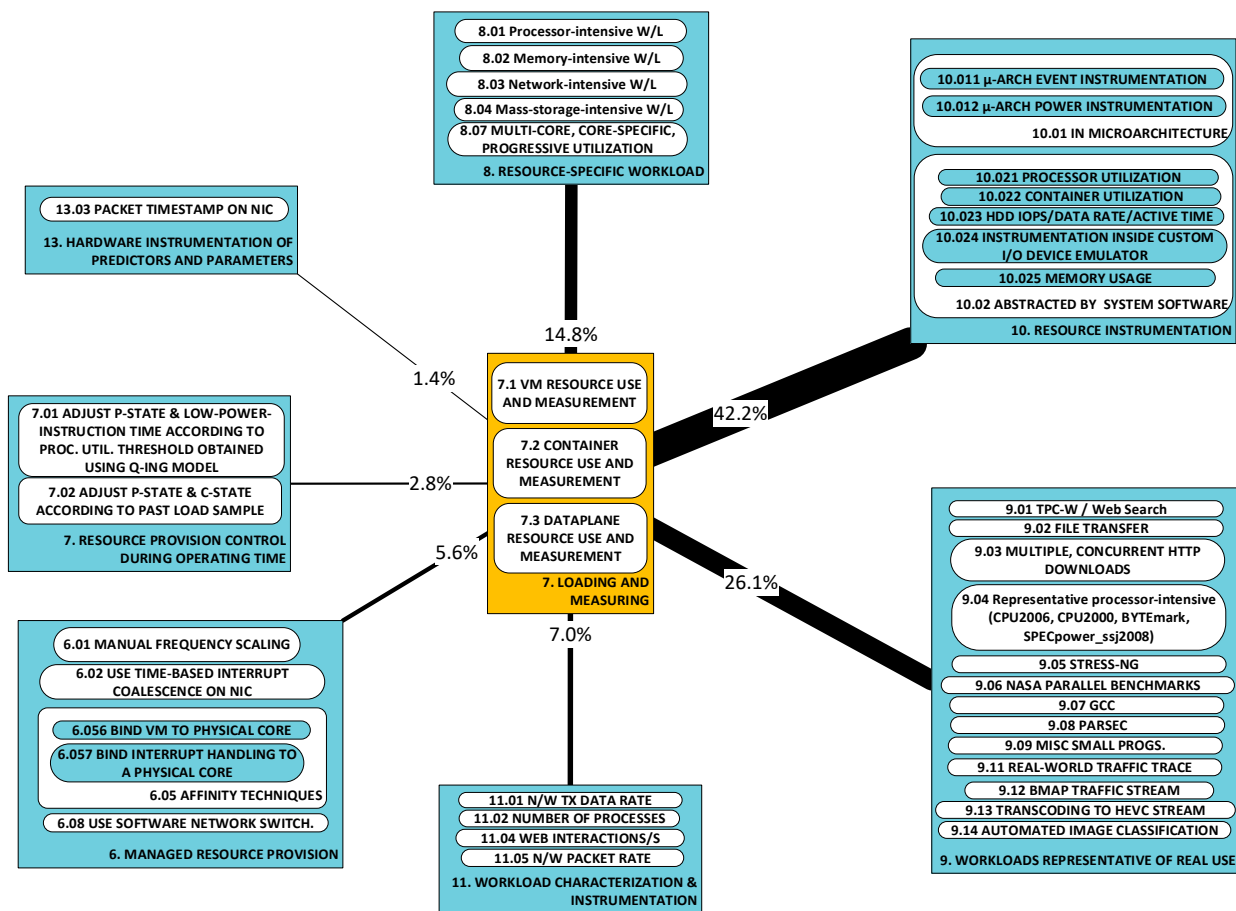 8.01 Processor-intensive W/L
8.02 Memory-intensive W/L
8.03 Network-intensive W/L
8.04 Mass-storage-intensive W/L
8.07 MULTI-CORE, CORE-SPECIFIC,
PROGRESSIVE UTILIZATION
8. RESOURCE-SPECIFIC WORKLOAD
10.011 µ-ARCH EVENT INSTRUMENTATION
10.012 µ-ARCH POWER INSTRUMENTATION
10.01 IN MICROARCHITECTURE
10.021 PROCESSOR UTILIZATION
10.022 CONTAINER UTILIZATION
10.023 HDD IOPS/DATA RATE/ACTIVE TIME
10.024 INSTRUMENTATION INSIDE CUSTOM
I/O DEVICE EMULATOR
10.025 MEMORY USAGE
10.02 ABSTRACTED BY SYSTEM SOFTWARE
10. RESOURCE INSTRUMENTATION
13.03 PACKET TIMESTAMP ON NIC
13. HARDWARE INSTRUMENTATION OF
PREDICTORS AND PARAMETERS
14.8%
1.4%
42.2%
2.8%
5.6%
26.1%
7.0%
7.1 VM RESOURCE USE
AND MEASUREMENT
7.2 CONTAINER
RESOURCE USE AND
MEASUREMENT
7.3 DATAPLANE
RESOURCE USE AND
MEASUREMENT
7. LOADING AND
MEASURING
7.01 ADJUST P-STATE & LOW-POWER-
INSTRUCTION TIME ACCORDING TO
PROC. UTIL. THRESHOLD OBTAINED
USING Q-ING MODEL
7.02 ADJUST P-STATE & C-STATE
ACCORDING TO PAST LOAD SAMPLE
7. RESOURCE PROVISION CONTROL
DURING OPERATING TIME
6.01 MANUAL FREQUENCY SCALING
6.02 USE TIME-BASED INTERRUPT
COALESCENCE ON NIC
6.056 BIND VM TO PHYSICAL CORE
6.057 BIND INTERRUPT HANDLING TO
A PHYSICAL CORE
6.05 AFFINITY TECHNIQUES
6.08 USE SOFTWARE NETWORK SWITCH.
6. MANAGED RESOURCE PROVISION
11.01 N/W TX DATA RATE
11.02 NUMBER OF PROCESSES
11.04 WEB INTERACTIONS/S
11.05 N/W PACKET RATE
11. WORKLOAD CHARACTERIZATION &
INSTRUMENTATION
9.01 TPC-W / Web Search
9.02 FILE TRANSFER
9.03 MULTIPLE, CONCURRENT HTTP
DOWNLOADS
9.04 Representative processor-intensive
(CPU2006, CPU2000, BYTEmark,
SPECpower_ssj2008)
9.05 STRESS-NG
9.06 NASA PARALLEL BENCHMARKS
9.07 GCC
9.08 PARSEC
9.09 MISC SMALL PROGS.
9.11 REAL-WORLD TRAFFIC TRACE
9.12 BMAP TRAFFIC STREAM
9.13 TRANSCODING TO HEVC STREAM
9.14 AUTOMATED IMAGE CLASSIFICATION
9. WORKLOADS REPRESENTATIVE OF REAL USE